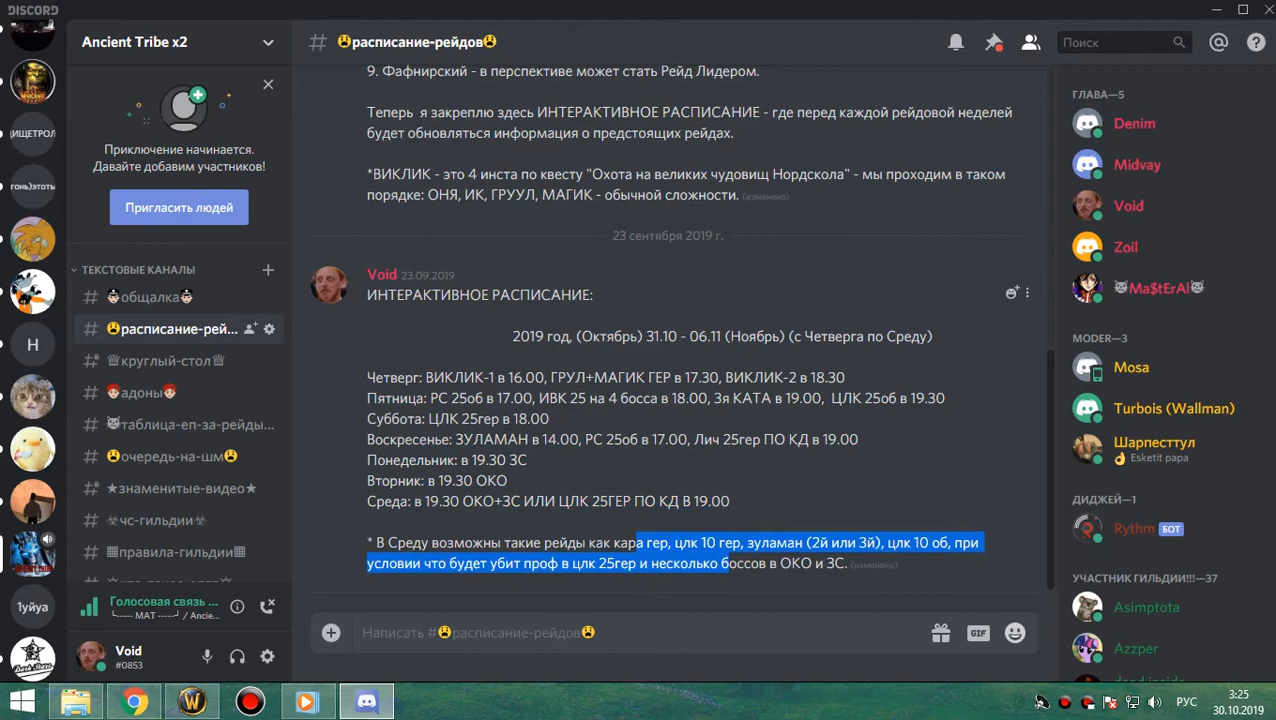 DISCORD
Ancient Tribe x2
Приключение начинается.
Давайте добавим участников!
Пригласить людей
ТЕКСТОВЫЕ КАНАЛЫ
общалка
расписание-рей...
круглый-стол
адоны
таблица-еп-за-рейды...
очередь-на-шм
★знаменитые-видео★
чс-гильдии
правила-гильдии
Голосовая связь ...
└----- МАТ -----┘ / Ancie...
Void
#0853
ИЩЕТРОЛ
гонь)этоть
Н
1уйуа
# расписание-рейдов
Поиск
9. Фафнирский - в перспективе может стать Рейд Лидером.
Теперь я закреплю здесь ИНТЕРАКТИВНОЕ РАСПИСАНИЕ - где перед каждой рейдовой неделей
будет обновляться информация о предстоящих рейдах.
*ВИКЛИК - это 4 инста по квесту "Охота на великих чудовищ Нордскола" - мы проходим в таком
порядке: ОНЯ, ИК, ГРУУЛ, МАГИК - обычной сложности. (изменено)
23 сентября 2019 г.
Void 23.09.2019
ИНТЕРАКТИВНОЕ РАСПИСАНИЕ:
2019 год, (Октябрь) 31.10 - 06.11 (Ноябрь) (с Четверга по Среду)
Четверг: ВИКЛИК-1 в 16.00, ГРУЛ+МАГИК ГЕР в 17.30, ВИКЛИК-2 в 18.30
Пятница: РС 25об в 17.00, ИВК 25 на 4 босса в 18.00, 3я КАТА в 19.00, ЦЛК 25об в 19.30
Суббота: ЦЛК 25гер в 18.00
Воскресенье: ЗУЛАМАН в 14.00, РС 25об в 17.00, Лич 25гер ПО КД в 19.00
Понедельник: в 19.30 ЗС
Вторник: в 19.30 ОКО
Среда: в 19.30 ОКО+ЗС ИЛИ ЦЛК 25ГЕР ПО КД В 19.00
* В Среду возможны такие рейды как кара гер, цлк 10 гер, зуламан (2й или 3й), цлк 10 об, при
условии что будет убит проф в цлк 25гер и несколько боссов в ОКО и ЗС. (изменено)
Написать #расписание-рейдов
GIF
ГЛАВА—5
Denim
Midvay
Void
Zoil
Ma$tErAl
MODER—3
Mosa
Turbois (Wallman)
Шарпесттул
Esketit papa
ДИДЖЕЙ—1
Rythm БОТ
УЧАСТНИК ГИЛЬДИИ!!!—37
Asimptota
Azzper
РУС
3:25
30.10.2019